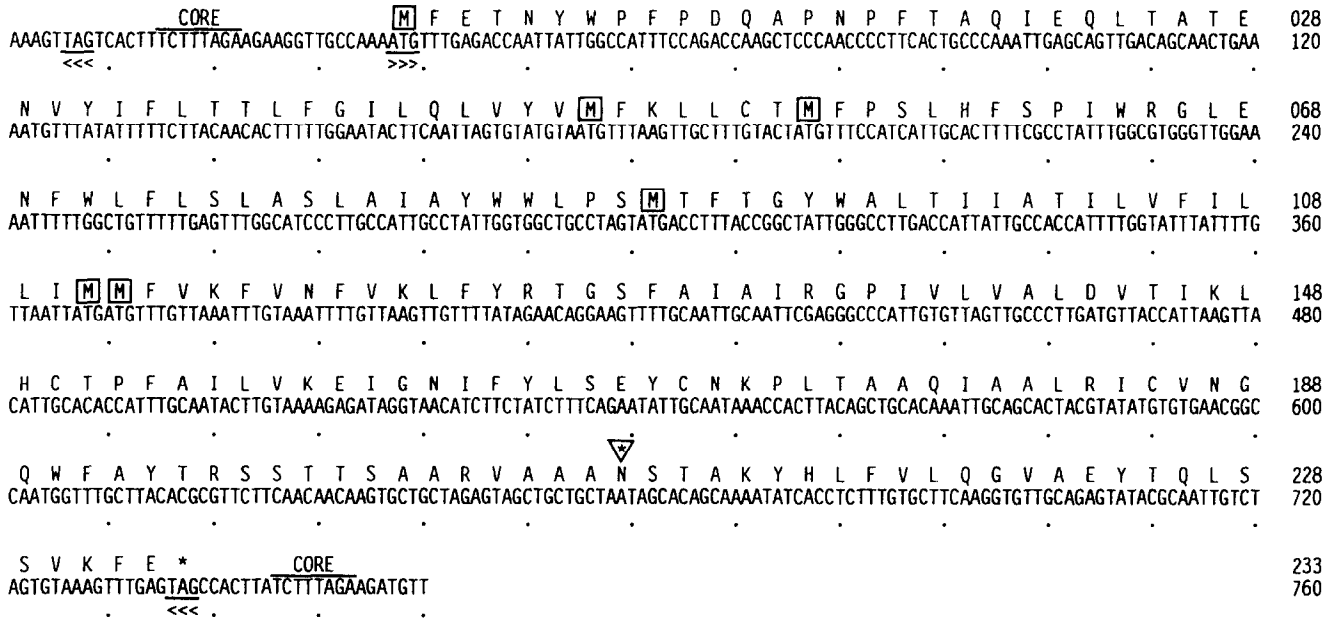 CORE M F E T N Y W P F P D Q A P N P F T A Q I E Q L T A T E 028
AAAGTTAGTCACTTTCTTTAGAAGAAGGTTGCCAAAATGTTTGAGACCAATTATTGGCCATTTCCAGACCAAGCTCCCAACCCCTTCACTGCCCAAATTGAGCAGTTGACAGCAACTGAA 120
<<< . . . >>> . . . . . . . . .
N V Y I F L T T L F G I L Q L V Y V M F K L L C T M F P S L H F S P I W R G L E 068
AATGTTTATATTTTTCTTACAACACTTTTTGGAATACTTCAATTAGTGTATGTAATGTTTAAGTTGCTTTGTACTATGTTTCCATCATTGCACTTTTCGCCTATTTGGCGTGGGTTGGAA 240
. . . . . . . . . . . .
N F W L F L S L A S L A I A Y W W L P S M T F T G Y W A L T I I A T I L V F I L 108
AATTTTTGGCTGTTTTTGAGTTTGGCATCCCTTGCCATTGCCTATTGGTGGCTGCCTAGTATGACCTTTACCGGCTATTGGGCCTTGACCATTATTGCCACCATTTTGGTATTTATTTTG 360
. . . . . . . . . . . .
L I M M F V K F V N F V K L F Y R T G S F A I A I R G P I V L V A L D V T I K L 148
TTAATTATGATGTTTGTTAAATTTGTAAATTTTGTTAAGTTGTTTTATAGAACAGGAAGTTTTGCAATTGCAATTCGAGGGCCCATTGTGTTAGTTGCCCTTGATGTTACCATTAAGTTA 480
. . . . . . . . . . . .
H C T P F A I L V K E I G N I F Y L S E Y C N K P L T A A Q I A A L R I C V N G 188
CATTGCACACCATTTGCAATACTTGTAAAAGAGATAGGTAACATCTTCTATCTTTCAGAATATTGCAATAAACCACTTACAGCTGCACAAATTGCAGCACTACGTATATGTGTGAACGGC 600
. . . . . . . . . . . .
*
Q W F A Y T R S S T T S A A R V A A A N S T A K Y H L F V L Q G V A E Y T Q L S 228
CAATGGTTTGCTTACACGCGTTCTTCAACAACAAGTGCTGCTAGAGTAGCTGCTGCTAATAGCACAGCAAAATATCACCTCTTTGTGCTTCAAGGTGTTGCAGAGTATACGCAATTGTCT 720
. . . . . . . . . . . .
S V K F E * CORE 233
AGTGTAAAGTTTGAGTAGCCACTTATCTTTAGAAGATGTT 760
. <<< . . .